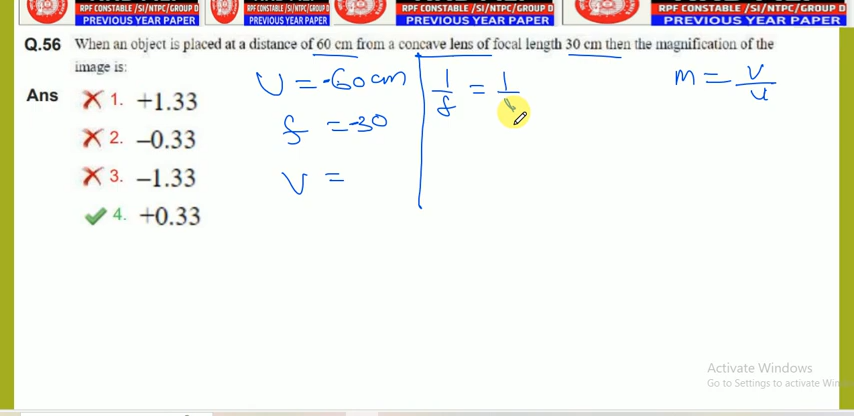 RPF CONSTABLE /SI/NTPC/GROUP D
PREVIOUS YEAR PAPER
RPF CONSTABLE /SI/NTPC/GROUP D
PREVIOUS YEAR PAPER
RPF CONSTABLE /SI/NTPC/GROUP D
PREVIOUS YEAR PAPER
RPF CONSTABLE /SI/NTPC/GROUP D
PREVIOUS YEAR PAPER
Q.56 When an object is placed at a distance of 60 cm from a concave lens of focal length 30 cm then the magnification of the
image is:
Ans
1. +1.33
2. −0.33
3. −1.33
4. +0.33
U = -60cm
f = -30
V =
1/f = 1/
m = v/u
Activate Windows
Go to Settings to activate Win